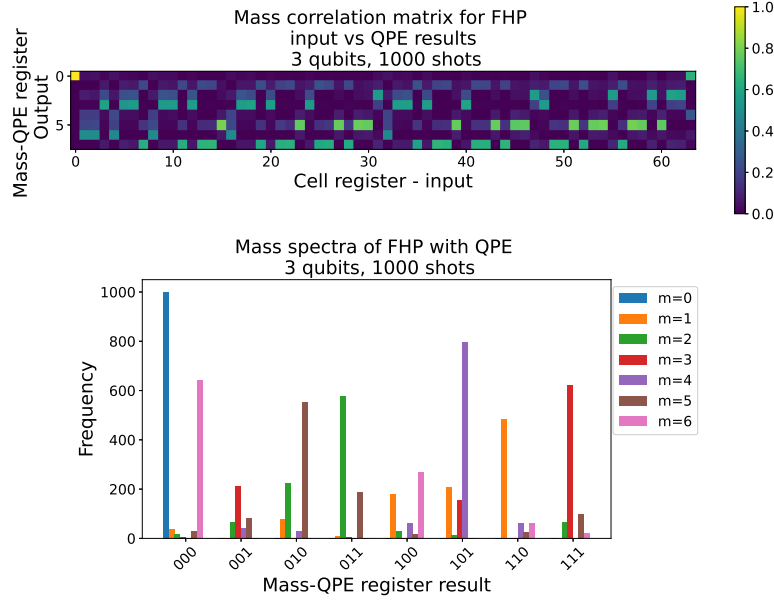 Mass correlation matrix for FHP
input vs QPE results
3 qubits, 1000 shots
Mass-QPE register
Output
0
5
0 10 20 30 40 50 60
Cell register - input
1.0
0.8
0.6
0.4
0.2
0.0
Mass spectra of FHP with QPE
3 qubits, 1000 shots
Frequency
1000
800
600
400
200
0
000 001 010 011 100 101 110 111
Mass-QPE register result
m=0
m=1
m=2
m=3
m=4
m=5
m=6